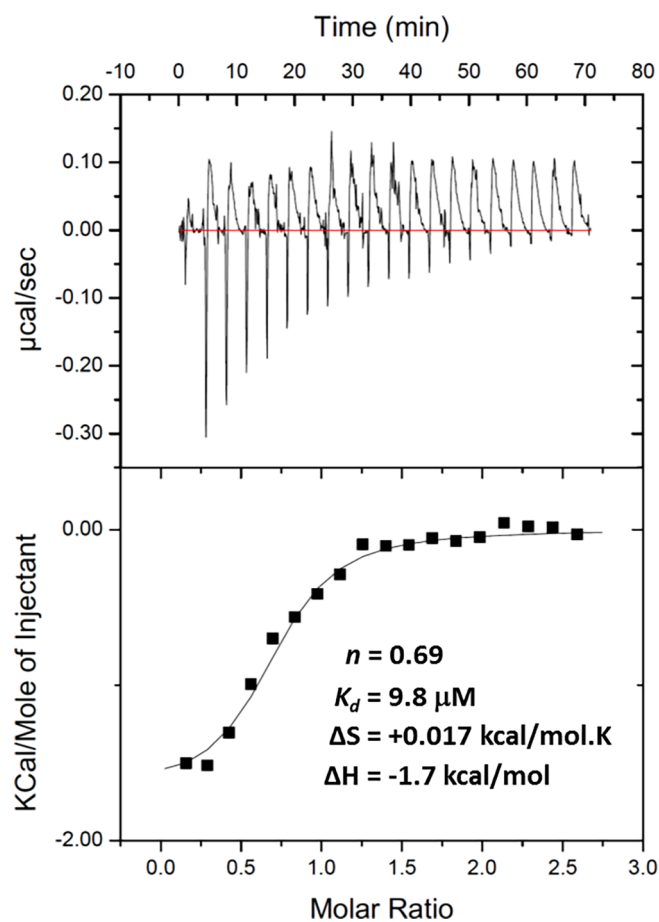 Time (min)
-10 0 10 20 30 40 50 60 70 80
0.20
0.10
0.00
-0.10
-0.20
-0.30
µcal/sec
0.00
-2.00
KCal/Mole of Injectant
n = 0.69
Kd = 9.8 µM
ΔS = +0.017 kcal/mol.K
ΔH = -1.7 kcal/mol
0.0 0.5 1.0 1.5 2.0 2.5 3.0
Molar Ratio